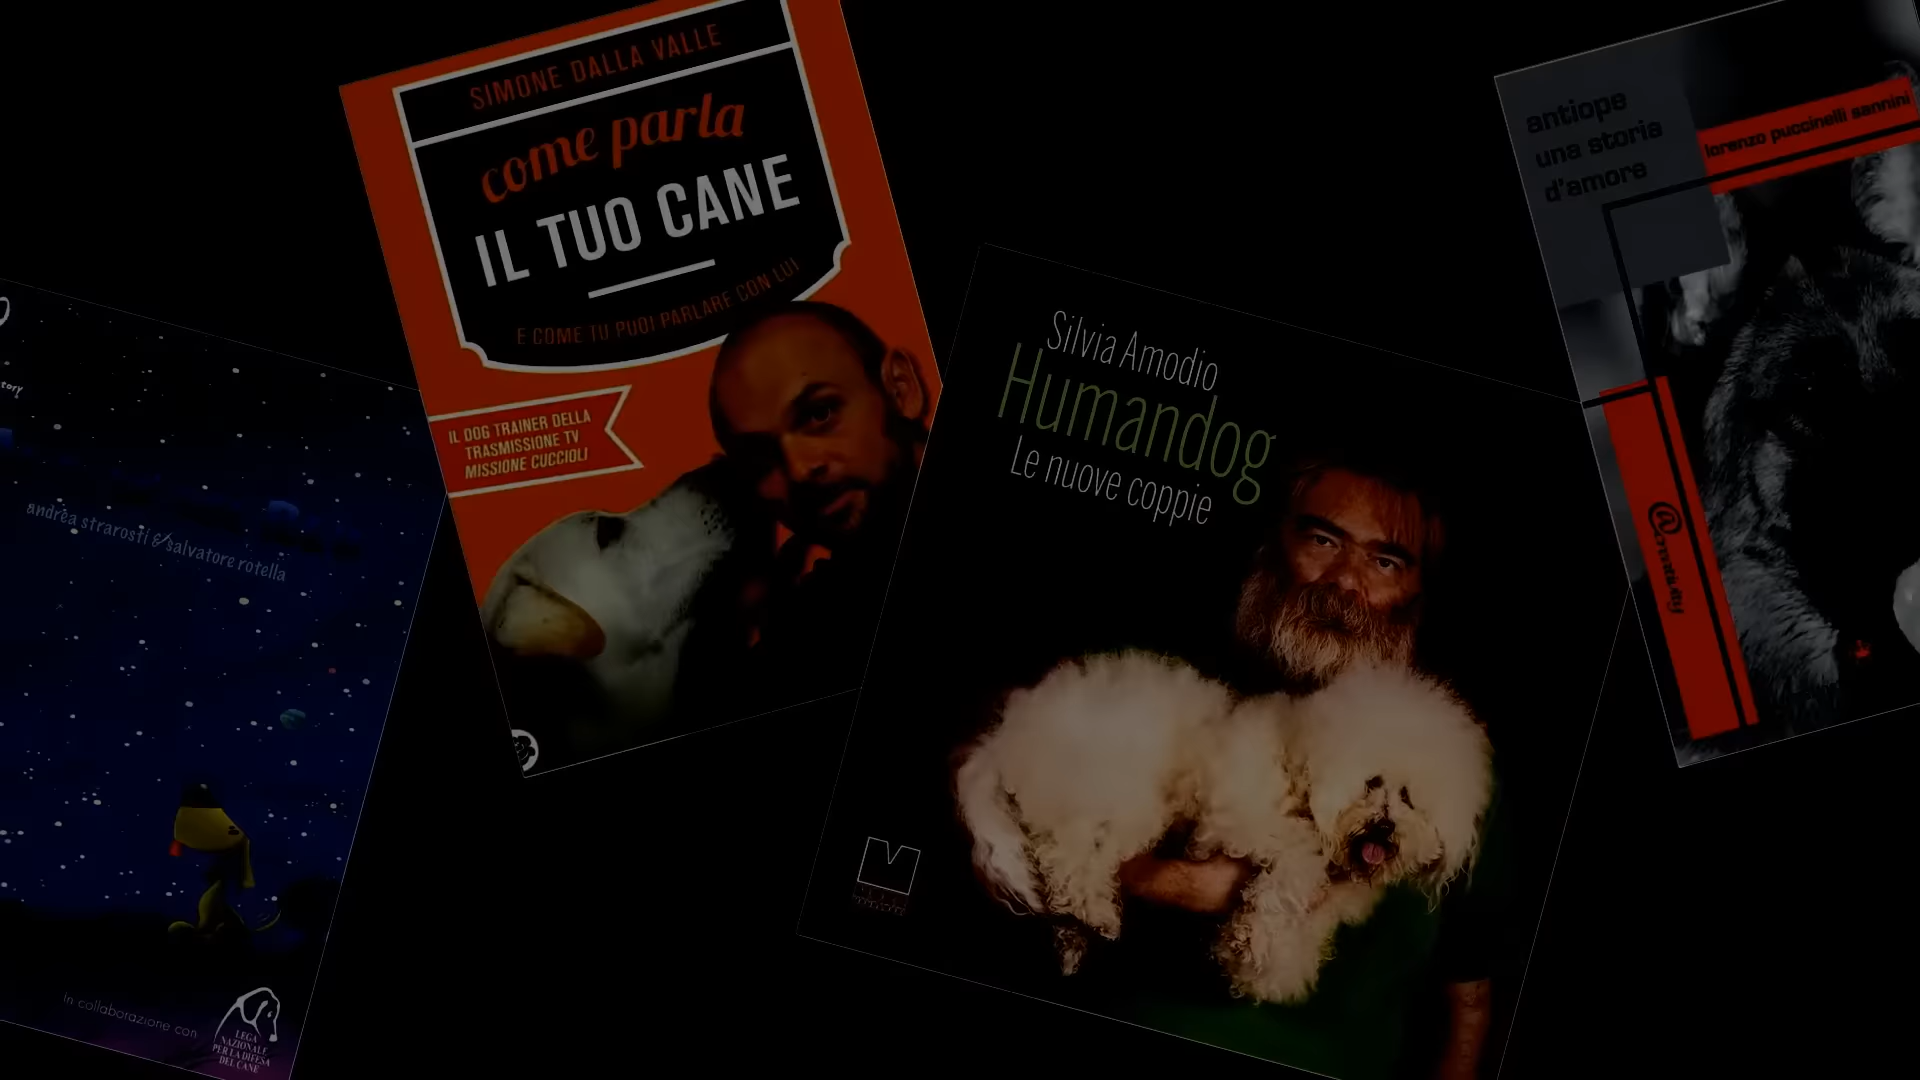 tory
andrea strarosti & salvatore rotella
In collaborazione con
LEGA
NAZIONALE
PER LA DIFESA
DEL CANE
SIMONE DALLA VALLE
come parla
IL TUO CANE
E COME TU PUOI PARLARE CON LUI
IL DOG TRAINER DELLA
TRASMISSIONE TV
MISSIONE CUCCIOLI
Silvia Amodio
Humandog
Le nuove coppie
antiope
una storia
d'amore
lorenzo puccinelli sannini